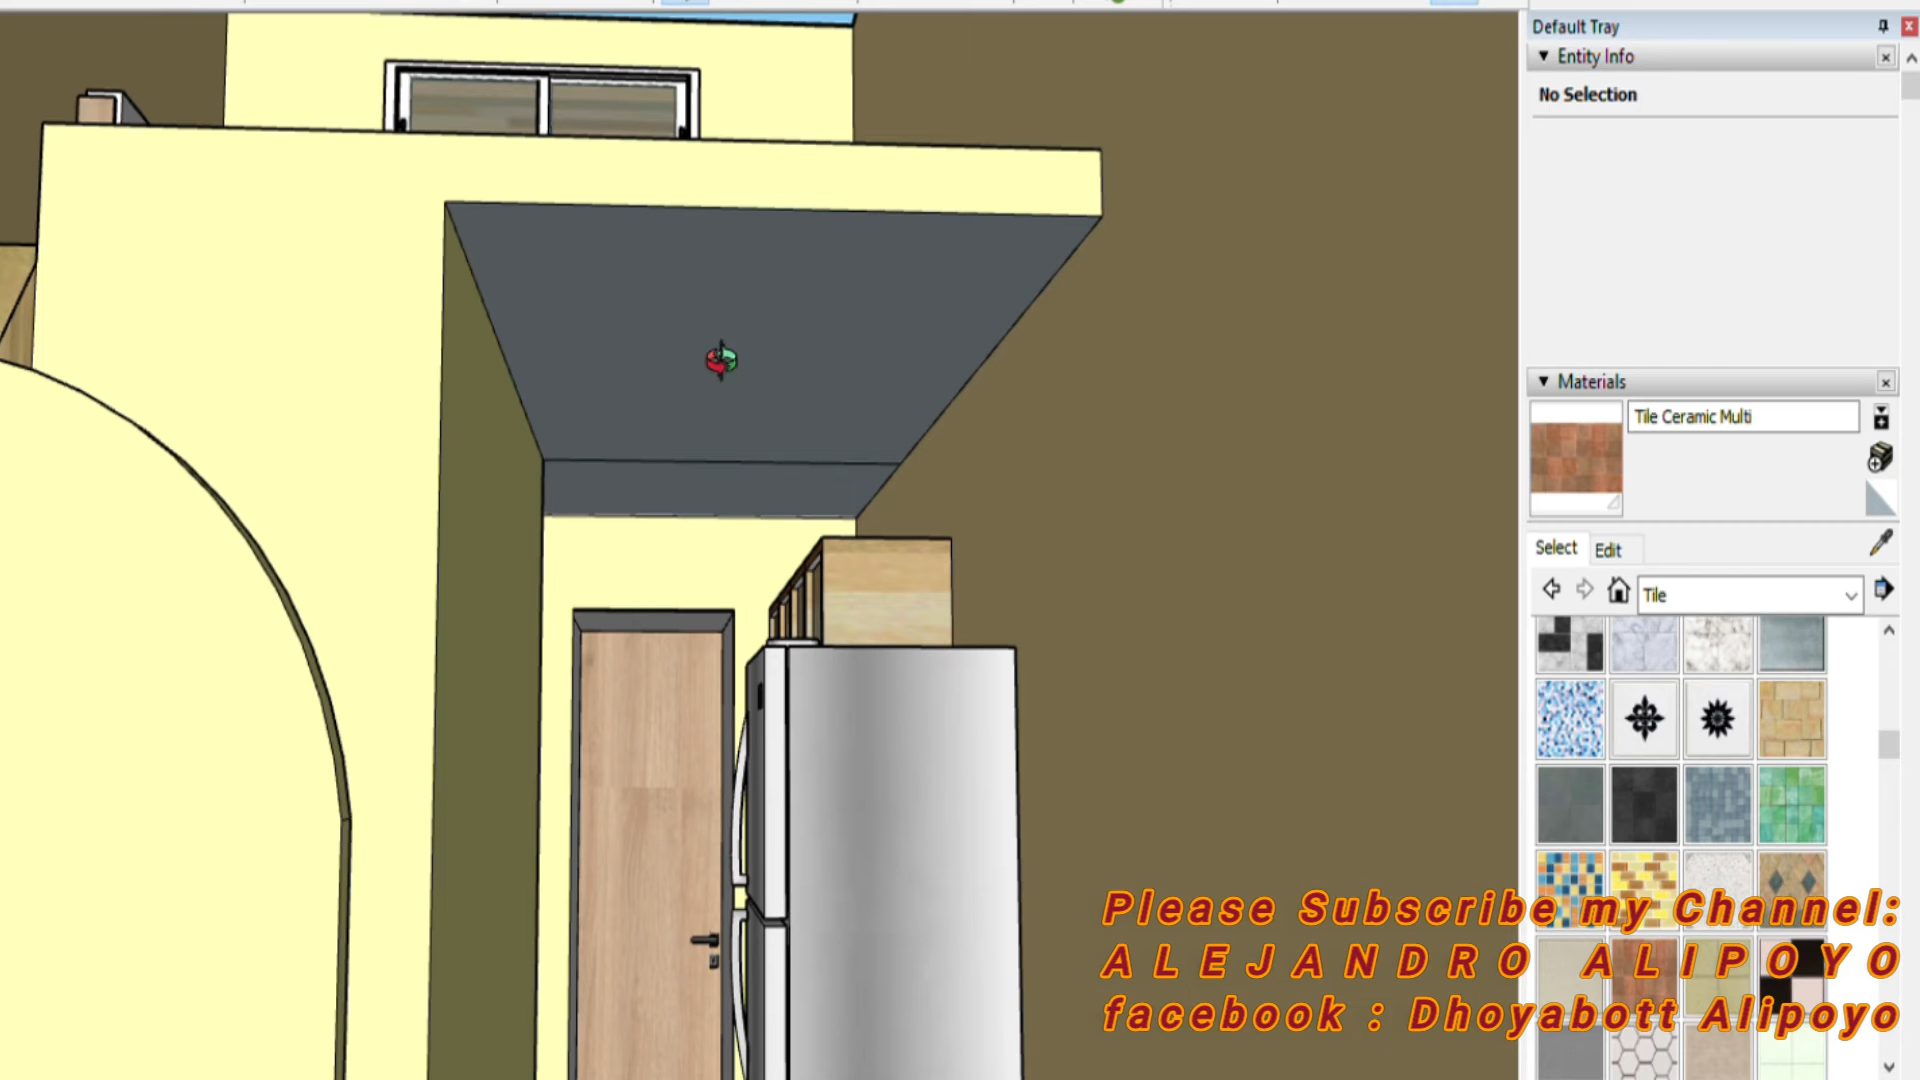 Default Tray
Entity Info
No Selection
Materials
Tile Ceramic Multi
Select Edit
Tile
Please Subscribe my Channel:
ALEJANDRO ALIPOYO
facebook : Dhoyabott Alipoyo